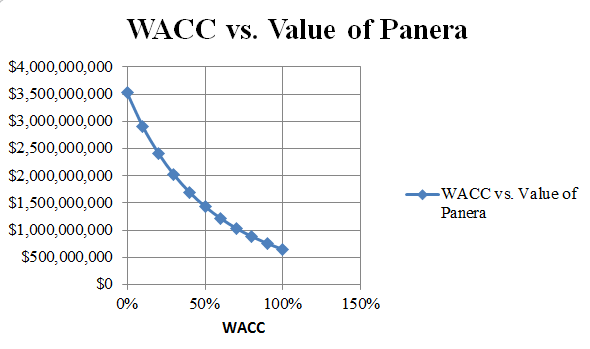 WACC vs. Value of Panera
$4,000,000,000
$3,500,000,000
$3,000,000,000
$2,500,000,000
$2,000,000,000
$1,500,000,000
$1,000,000,000
$500,000,000
$0
0% 50% 100% 150%
WACC
WACC vs. Value of
Panera